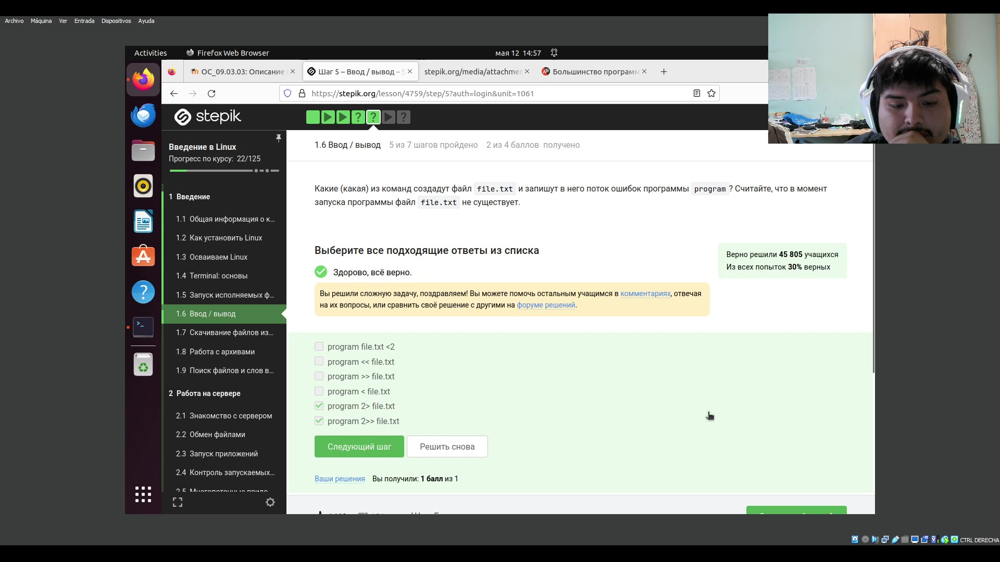 Archivo Máquina Ver Entrada Dispositivos Ayuda
Activities Firefox Web Browser мая 12 14:57
ОС_09.03.03: Описание
Шаг 5 – Ввод / вывод –
stepik.org/media/attachmen
Большинство программ
https://stepik.org/lesson/4759/step/5?auth=login&unit=1061
stepik
Введение в Linux
Прогресс по курсу: 22/125
1 Введение
1.1 Общая информация о к...
1.2 Как установить Linux
1.3 Осваиваем Linux
1.4 Terminal: основы
1.5 Запуск исполняемых ф...
1.6 Ввод / вывод
1.7 Скачивание файлов из...
1.8 Работа с архивами
1.9 Поиск файлов и слов в...
2 Работа на сервере
2.1 Знакомство с сервером
2.2 Обмен файлами
2.3 Запуск приложений
2.4 Контроль запускаемых...
1.6 Ввод / вывод 5 из 7 шагов пройдено 2 из 4 баллов получено
Какие (какая) из команд создадут файл file.txt и запишут в него поток ошибок программы program ? Считайте, что в момент
запуска программы файл file.txt не существует.
Выберите все подходящие ответы из списка
Верно решили 45 805 учащихся
Из всех попыток 30% верных
Здорово, всё верно.
Вы решили сложную задачу, поздравляем! Вы можете помочь остальным учащимся в комментариях, отвечая
на их вопросы, или сравнить своё решение с другими на форуме решений.
program file.txt <2
program << file.txt
program >> file.txt
program < file.txt
program 2> file.txt
program 2>> file.txt
Следующий шаг Решить снова
Ваши решения Вы получили: 1 балл из 1
CTRL DERECHA